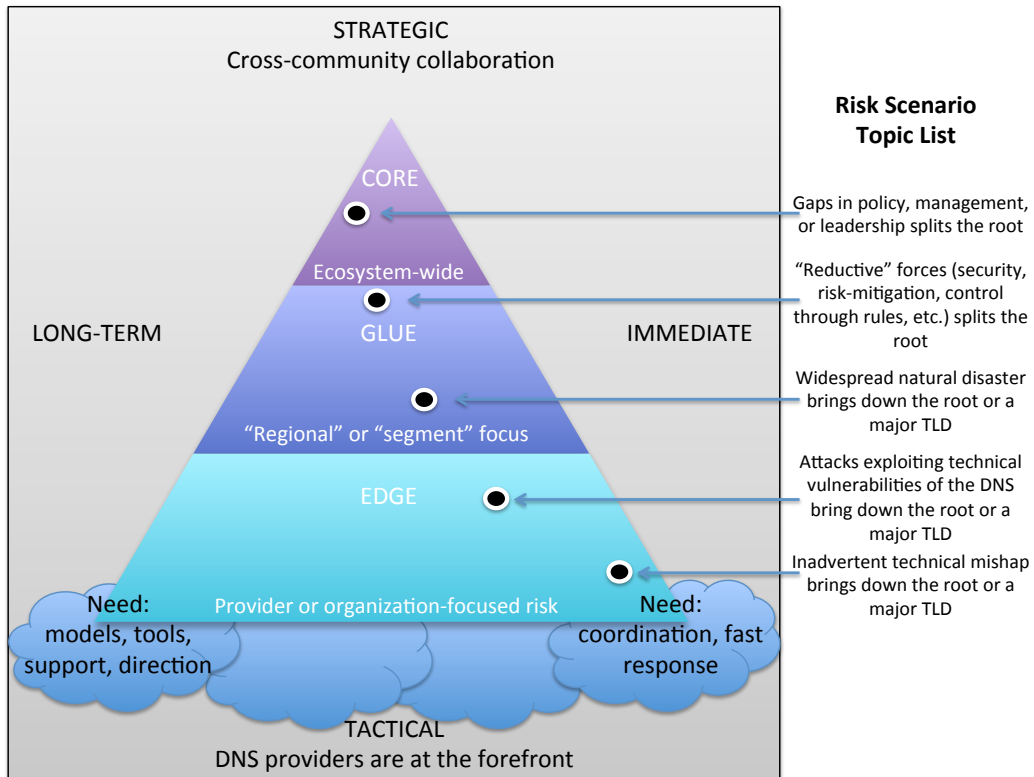 STRATEGIC
Cross-community collaboration
Risk Scenario
Topic List
CORE
Gaps in policy, management,
or leadership splits the root
Ecosystem-wide
“Reductive” forces (security,
risk-mitigation, control
through rules, etc.) splits the
root
LONG-TERM
GLUE
IMMEDIATE
Widespread natural disaster
brings down the root or a
major TLD
“Regional” or “segment” focus
Attacks exploiting technical
vulnerabilities of the DNS
bring down the root or a
major TLD
EDGE
Inadvertent technical mishap
brings down the root or a
major TLD
Provider or organization-focused risk
Need:
models, tools,
support, direction
Need:
coordination, fast
response
TACTICAL
DNS providers are at the forefront